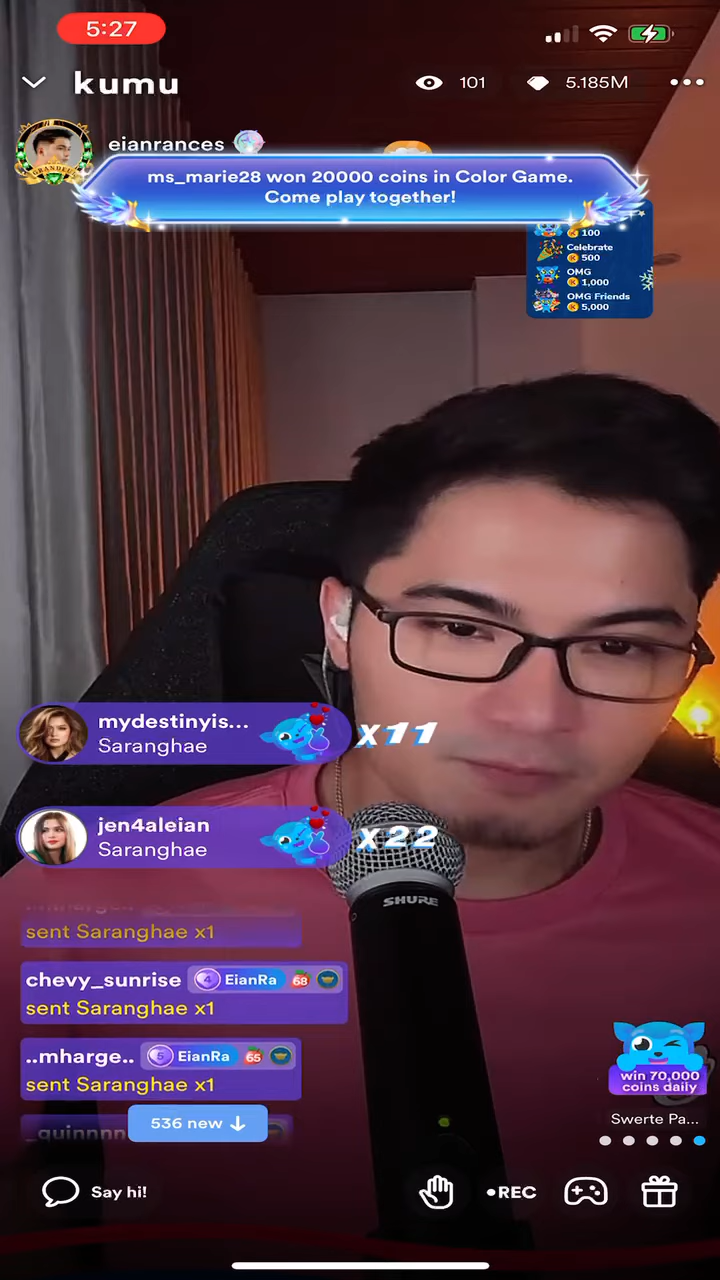 5:27
kumu
101
5.185M
eianrances
GRANDEUR
ms_marie28 won 20000 coins in Color Game.
Come play together!
100
Celebrate
500
OMG
1,000
OMG Friends
5,000
mydestinyis...
Saranghae
x11
jen4aleian
Saranghae
x22
SHURE
sent Saranghae x1
chevy_sunrise 4 EianRa 68
sent Saranghae x1
..mharge.. 5 EianRa 65
sent Saranghae x1
_quinnnn
536 new
win 70,000
coins daily
Swerte Pa...
Say hi!
•REC